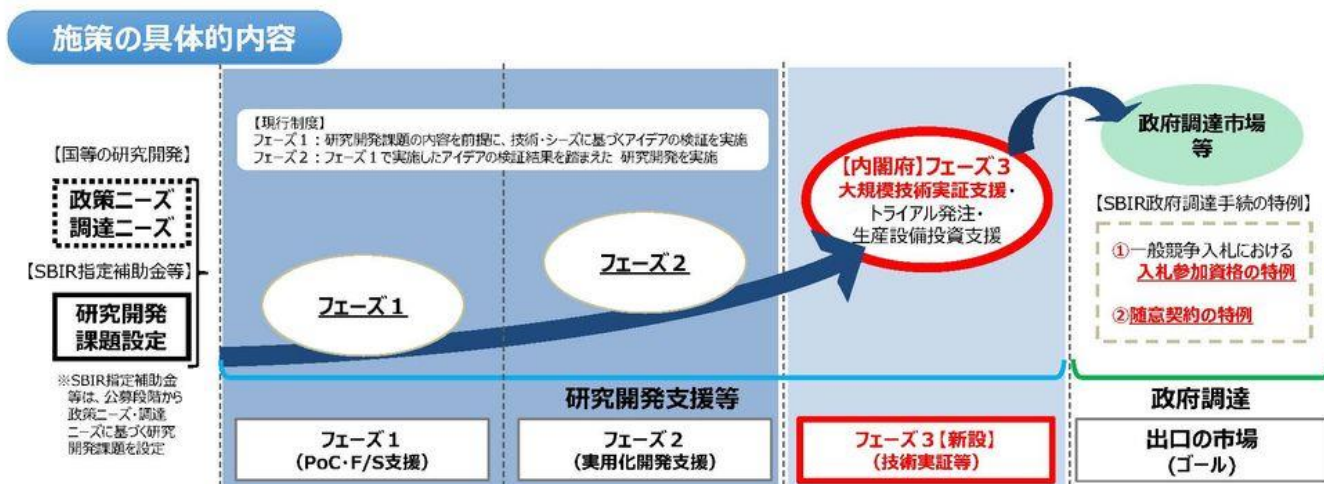 施策の具体的内容
【国等の研究開発】
政策ニーズ
調達ニーズ
【SBIR指定補助金等】
研究開発
課題設定
※SBIR指定補助金
等は、公募段階から
政策ニーズ・調達
ニーズに基づく研究
開発課題を設定
【現行制度】
フェーズ1：研究開発課題の内容を前提に、技術・シーズに基づくアイデアの検証を実施
フェーズ2：フェーズ1で実施したアイデアの検証結果を踏まえた 研究開発を実施
フェーズ1
フェーズ2
【内閣府】フェーズ3
大規模技術実証支援・
トライアル発注・
生産設備投資支援
政府調達市場
等
【SBIR政府調達手続の特例】
①一般競争入札における
入札参加資格の特例
②随意契約の特例
研究開発支援等
政府調達
フェーズ1
（PoC・F/S支援）
フェーズ2
（実用化開発支援）
フェーズ3【新設】
（技術実証等）
出口の市場
(ゴール)